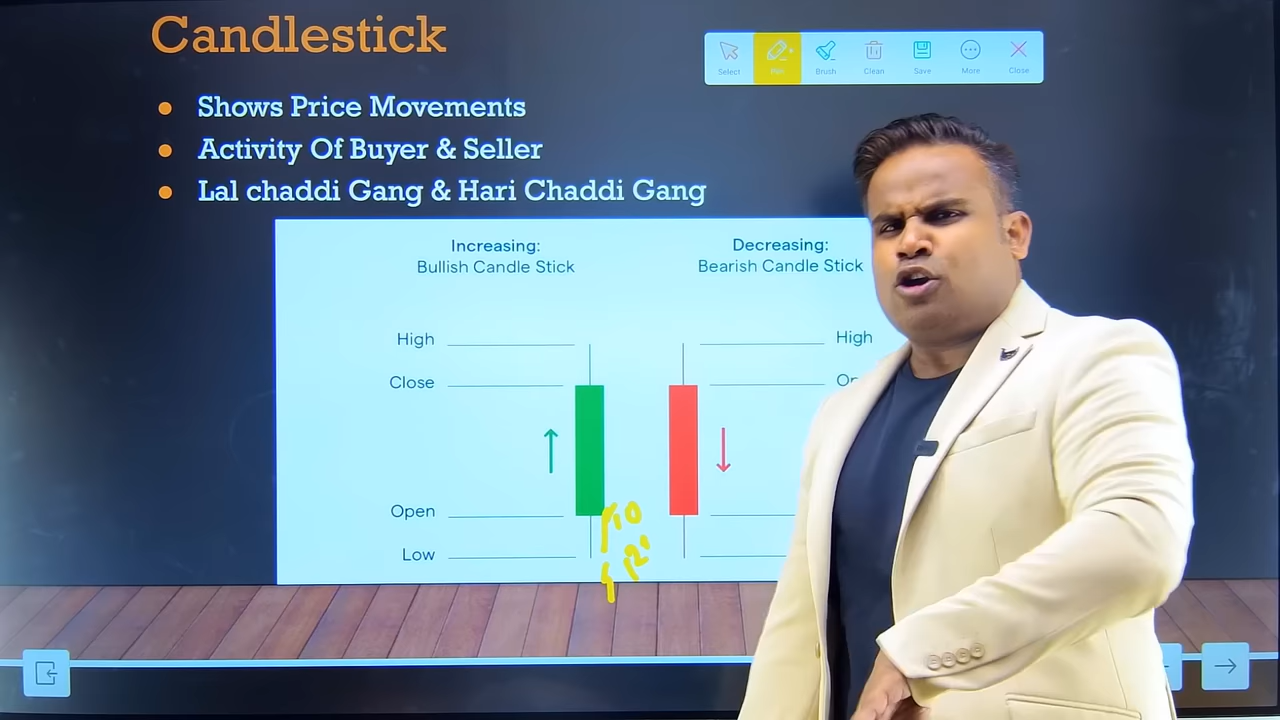 Candlestick
Select
Pen
Brush
Clean
Save
More
Close
Shows Price Movements
Activity Of Buyer & Seller
Lal chaddi Gang & Hari Chaddi Gang
Increasing:
Bullish Candle Stick
Decreasing:
Bearish Candle Stick
High
High
Close
Open
Low